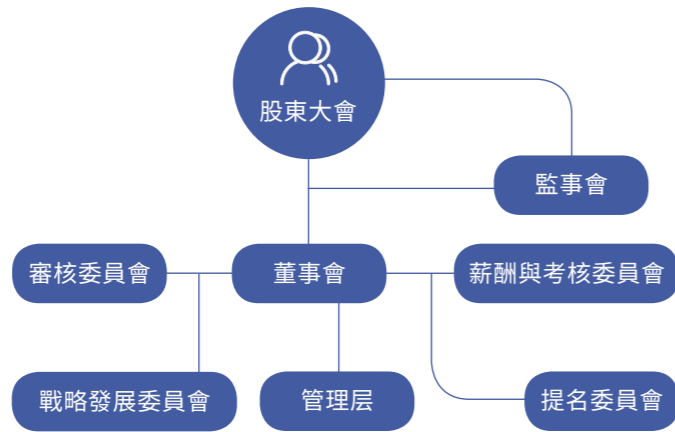 股東大會
監事會
審核委員會
董事會
薪酬與考核委員會
戰略發展委員會
管理层
提名委員會